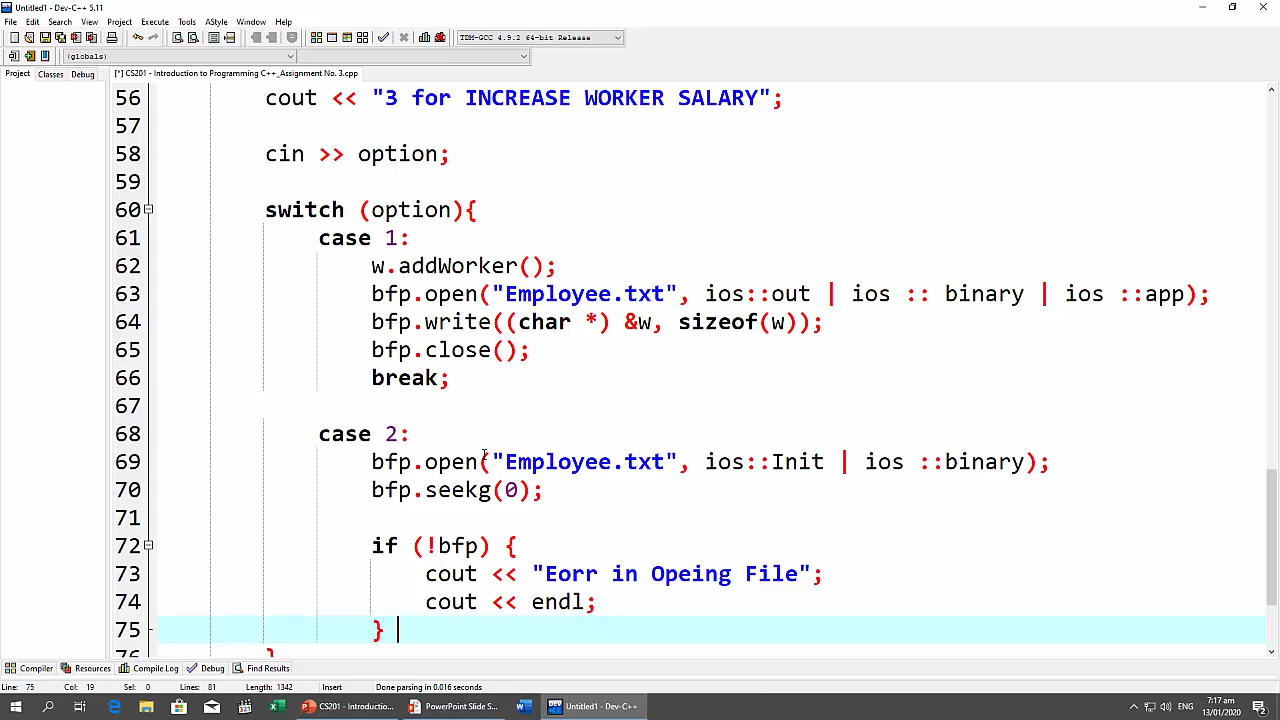 Untitled1 - Dev-C++ 5.11
File Edit Search View Project Execute Tools AStyle Window Help
TDM-GCC 4.9.2 64-bit Release
(globals)
Project Classes Debug [*] CS201 - Introduction to Programming C++_Assignment No. 3.cpp
56 cout << "3 for INCREASE WORKER SALARY";
57
58 cin >> option;
59
60 switch (option){
61 case 1:
62 w.addWorker();
63 bfp.open("Employee.txt", ios::out | ios :: binary | ios ::app);
64 bfp.write((char *) &w, sizeof(w));
65 bfp.close();
66 break;
67
68 case 2:
69 bfp.open("Employee.txt", ios::Init | ios ::binary);
70 bfp.seekg(0);
71
72 if (!bfp) {
73 cout << "Eorr in Opeing File";
74 cout << endl;
75 }
76 }
Compiler Resources Compile Log Debug Find Results
Line: 75 Col: 19 Sel: 0 Lines: 81 Length: 1342 Insert Done parsing in 0.016 seconds
CS201 - Introductio... PowerPoint Slide S... Untitled1 - Dev-C++ 7:17 am
13/01/2020